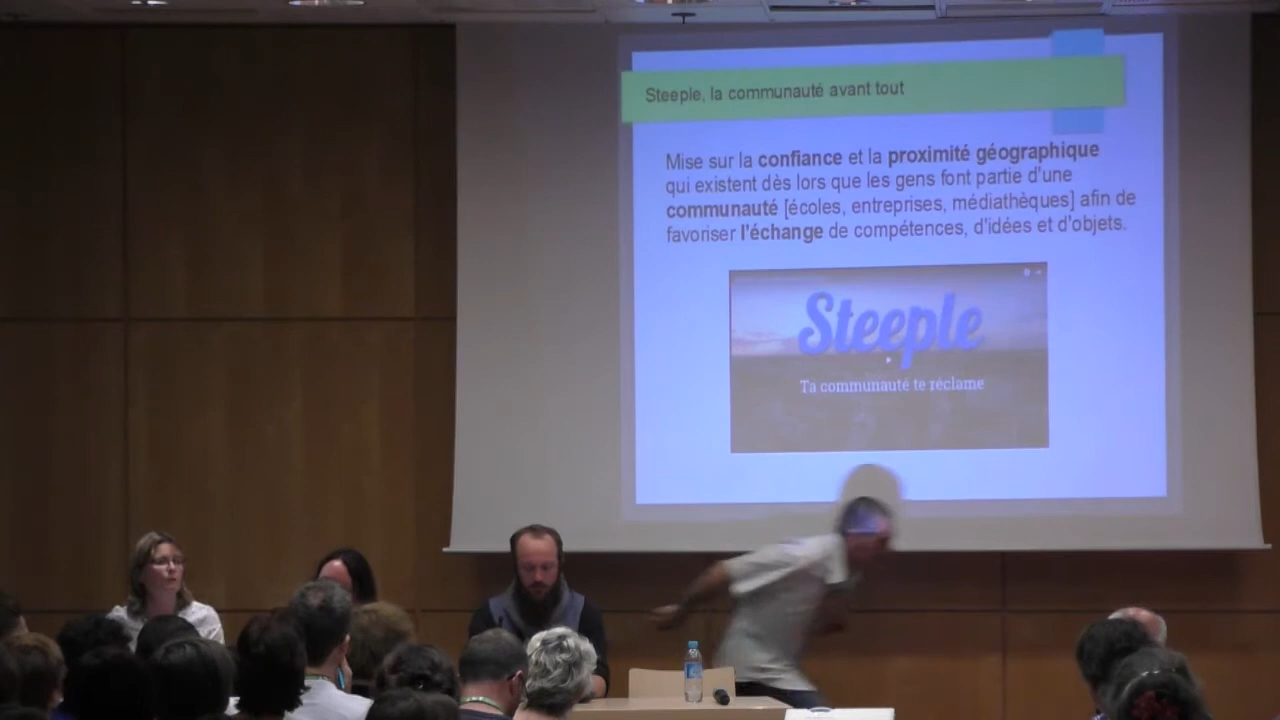 Steeple, la communauté avant tout
Mise sur la confiance et la proximité géographique
qui existent dès lors que les gens font partie d'une
communauté [écoles, entreprises, médiathèques] afin de
favoriser l'échange de compétences, d'idées et d'objets.
Steeple
Ta communauté te réclame